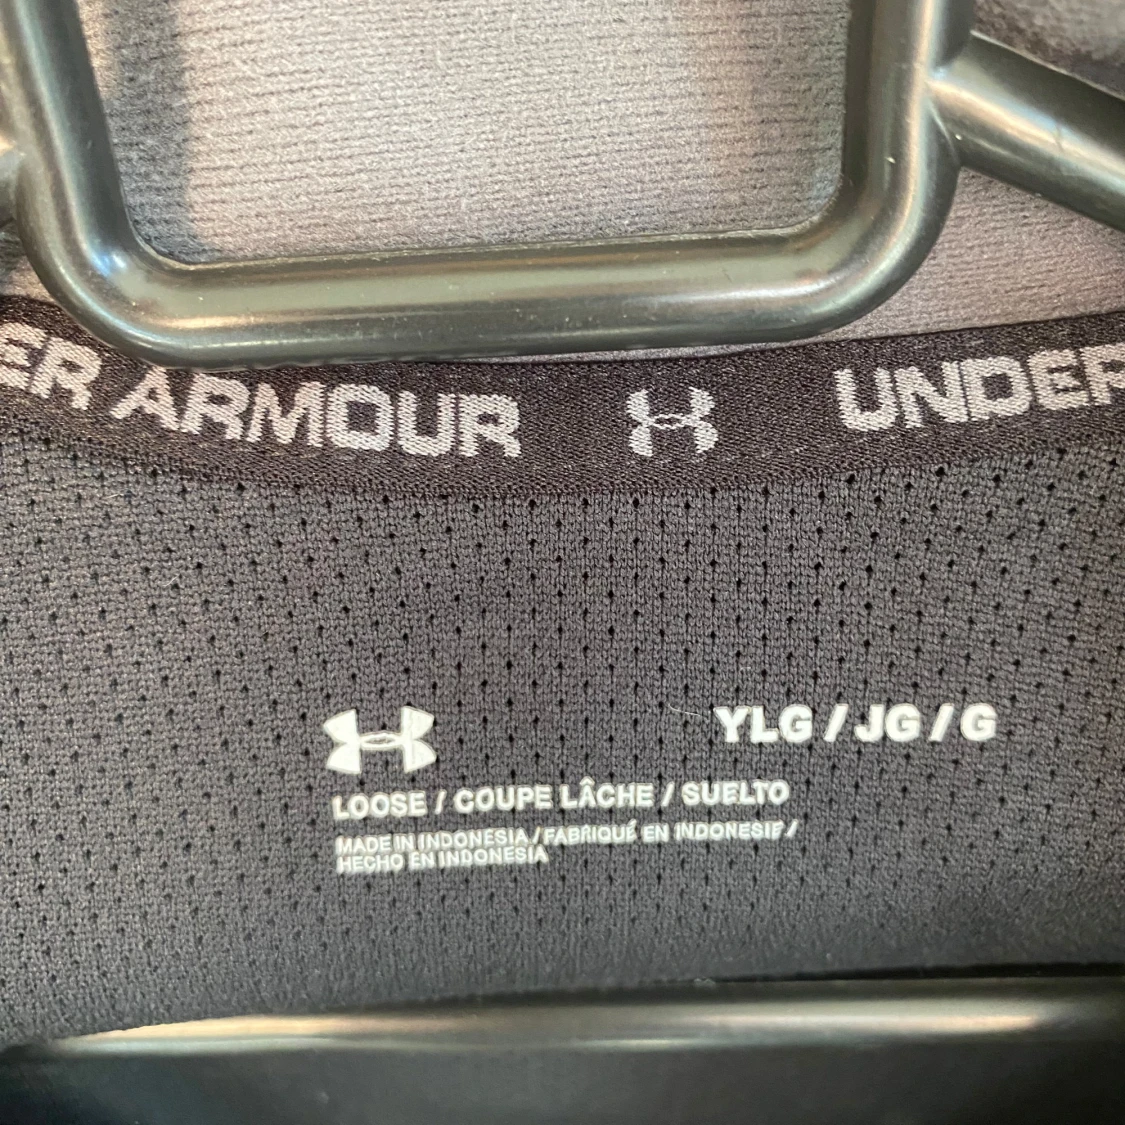 ER ARMOUR UNDER
YLG / JG / G
LOOSE / COUPE LÂCHE / SUELTO
MADE IN INDONESIA / FABRIQUÉ EN INDONESIE /
HECHO EN INDONESIA